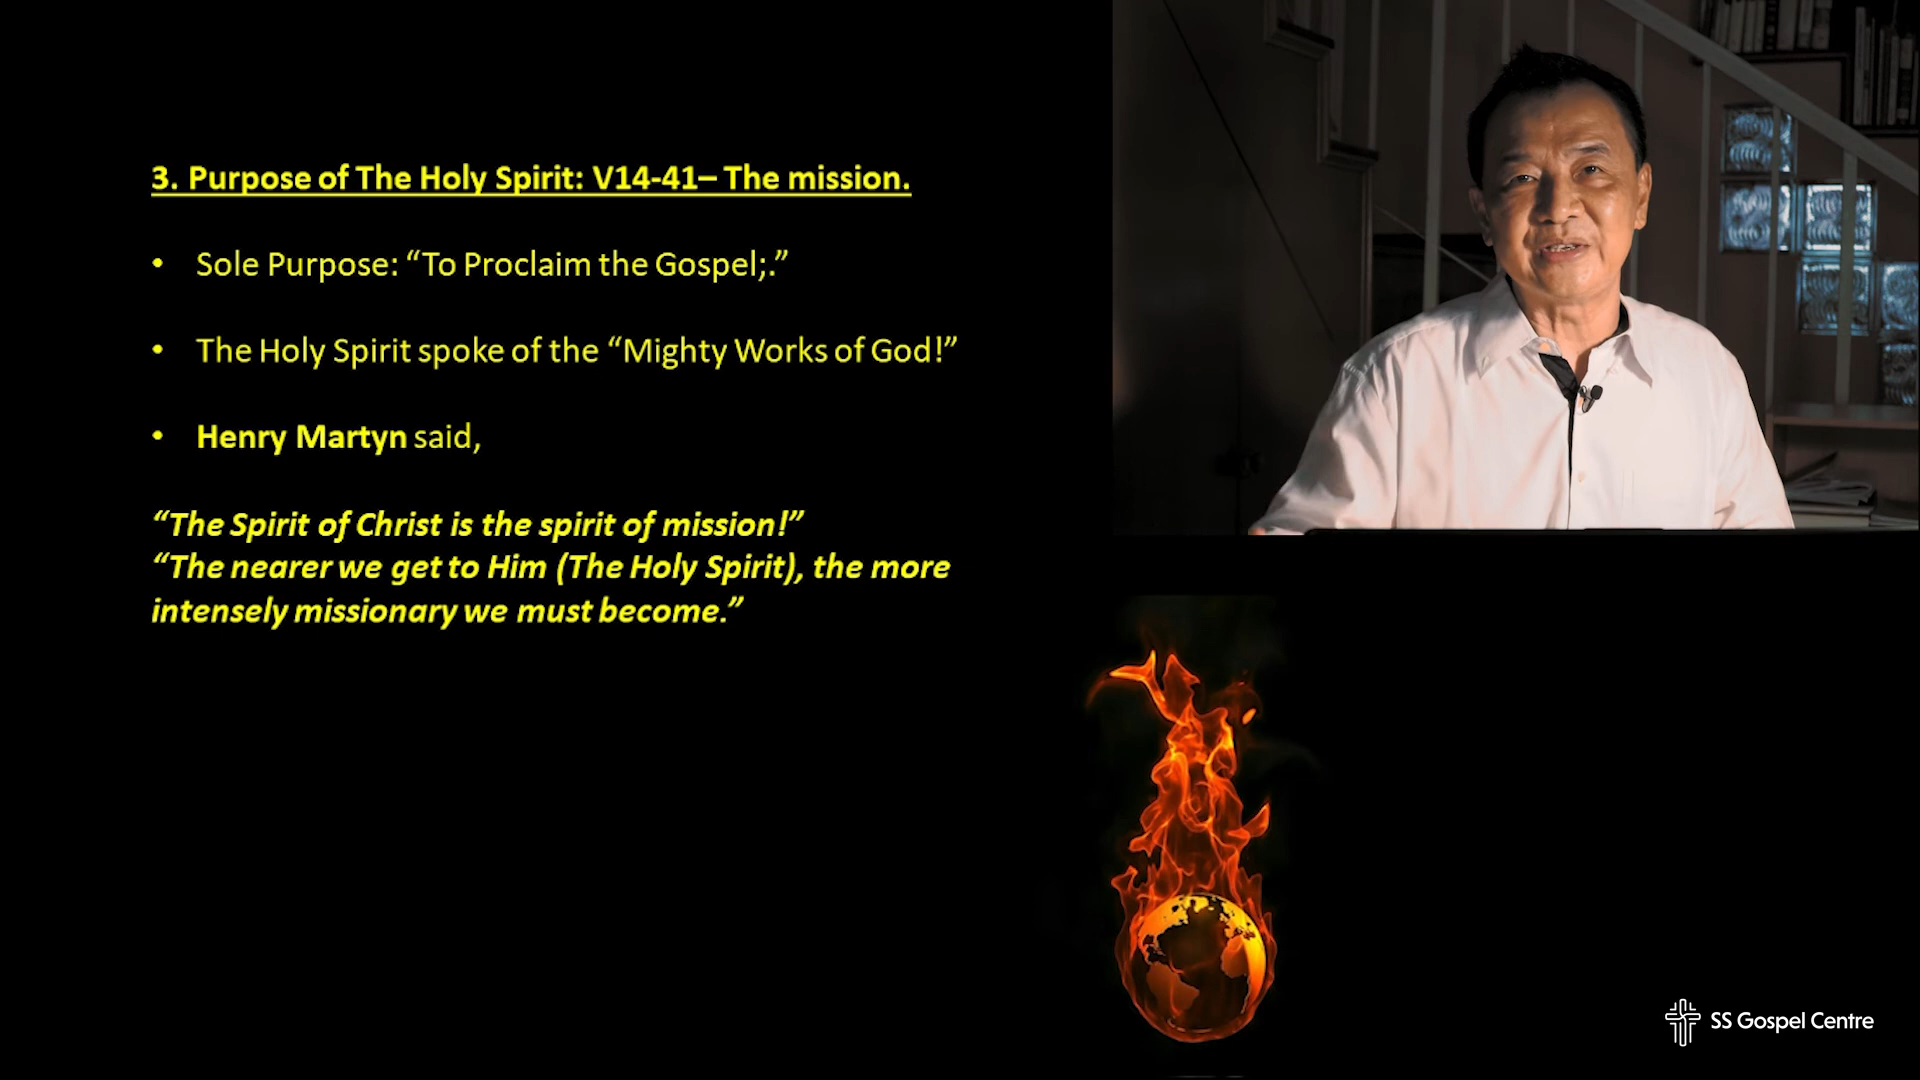 3. Purpose of The Holy Spirit: V14-41– The mission.
• Sole Purpose: “To Proclaim the Gospel;.”
• The Holy Spirit spoke of the “Mighty Works of God!”
• Henry Martyn said,
“The Spirit of Christ is the spirit of mission!”
“The nearer we get to Him (The Holy Spirit), the more
intensely missionary we must become.”
SS Gospel Centre